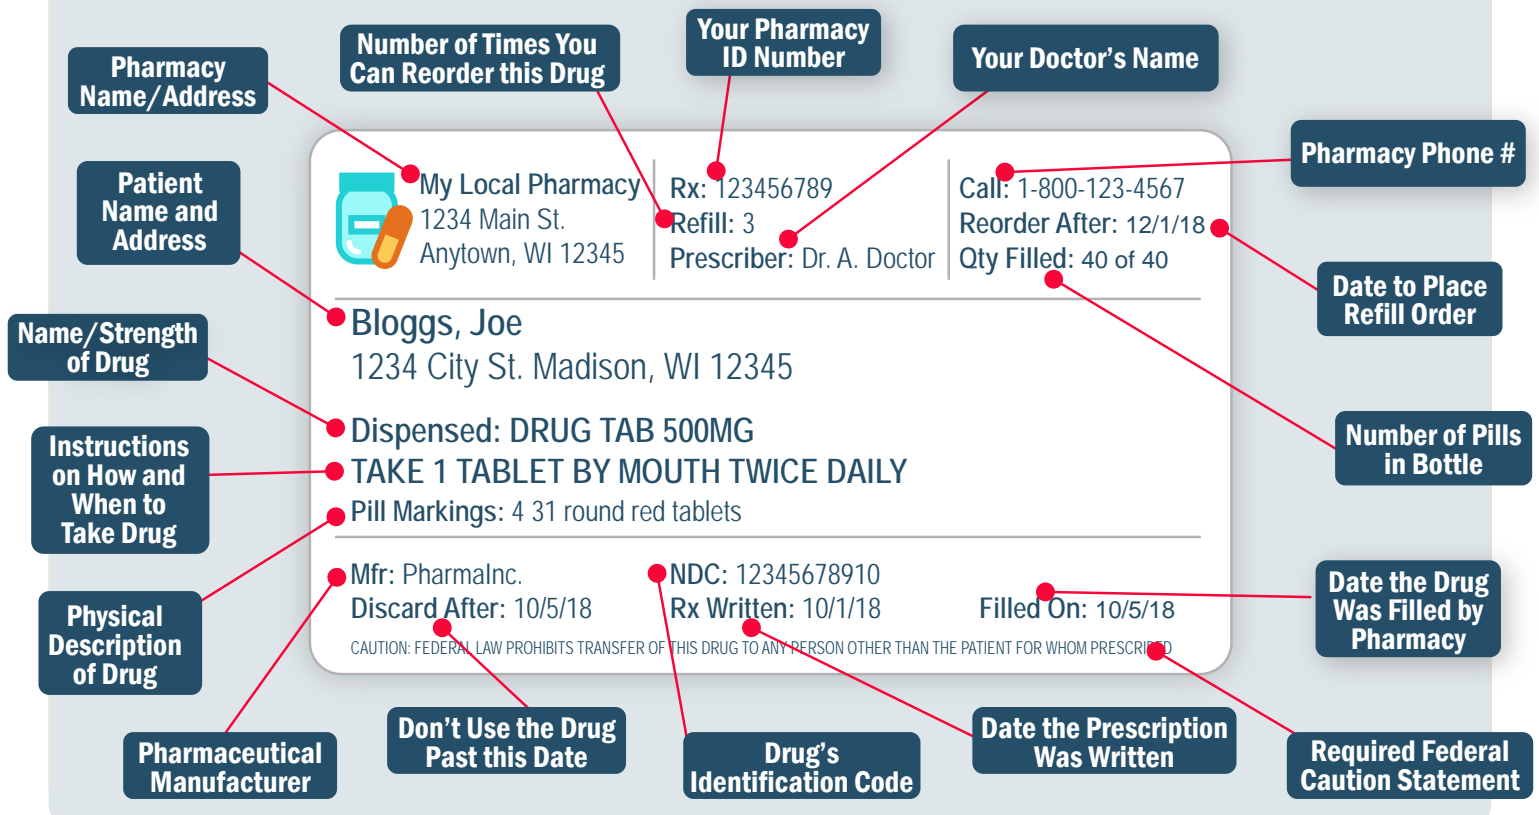 Pharmacy
Name/Address
Number of Times You
Can Reorder this Drug
Your Pharmacy
ID Number
Your Doctor's Name
Pharmacy Phone #
Patient
Name and
Address
Name/Strength
of Drug
Instructions
on How and
When to
Take Drug
Physical
Description
of Drug
Pharmaceutical
Manufacturer
My Local Pharmacy
1234 Main St.
Anytown, WI 12345
Rx: 123456789
Refill: 3
Prescriber: Dr. A. Doctor
Call: 1-800-123-4567
Reorder After: 12/1/18
Qty Filled: 40 of 40
Bloggs, Joe
1234 City St. Madison, WI 12345
Dispensed: DRUG TAB 500MG
TAKE 1 TABLET BY MOUTH TWICE DAILY
Pill Markings: 4 31 round red tablets
Mfr: PharmaInc.
Discard After: 10/5/18
NDC: 12345678910
Rx Written: 10/1/18
Filled On: 10/5/18
CAUTION: FEDERAL LAW PROHIBITS TRANSFER OF THIS DRUG TO ANY PERSON OTHER THAN THE PATIENT FOR WHOM PRESCRIBED
Date to Place
Refill Order
Number of Pills
in Bottle
Date the Drug
Was Filled by
Pharmacy
Don't Use the Drug
Past this Date
Drug's
Identification Code
Date the Prescription
Was Written
Required Federal
Caution Statement